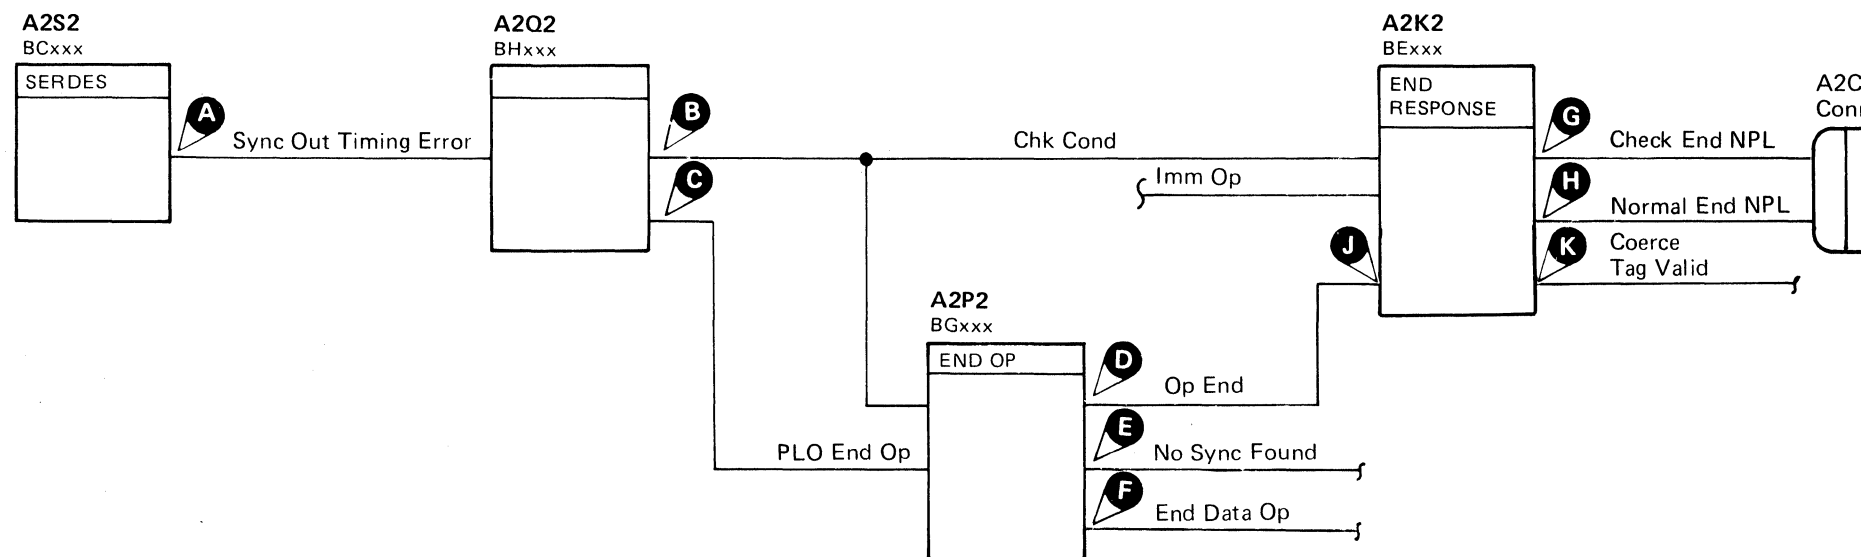 A2S2
BCxxx
SERDES
A
Sync Out Timing Error
A2Q2
BHxxx
B
C
Chk Cond
Imm Op
A2K2
BExxx
END
RESPONSE
G
Check End NPL
H
Normal End NPL
J
K
Coerce
Tag Valid
A2C
Con
A2P2
BGxxx
END OP
D
Op End
E
No Sync Found
PLO End Op
F
End Data Op